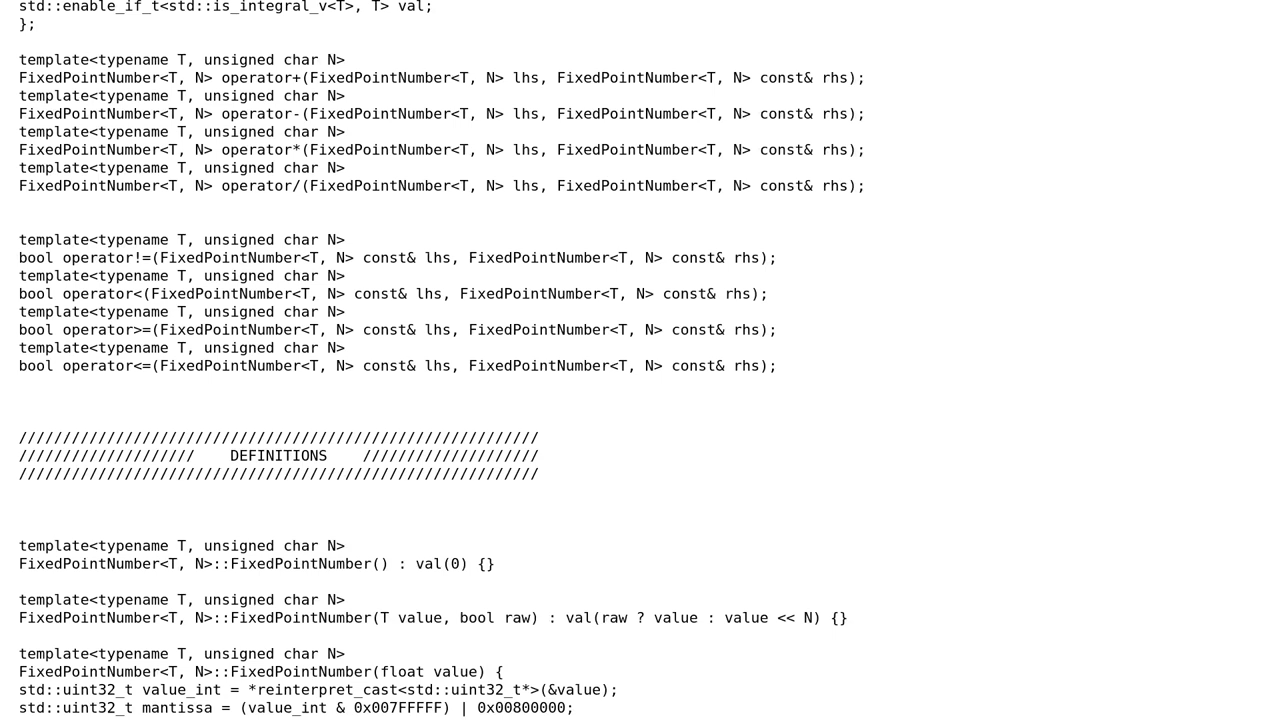 std::enable_if_t<std::is_integral_v<T>, T> val;
};

template<typename T, unsigned char N>
FixedPointNumber<T, N> operator+(FixedPointNumber<T, N> lhs, FixedPointNumber<T, N> const& rhs);
template<typename T, unsigned char N>
FixedPointNumber<T, N> operator-(FixedPointNumber<T, N> lhs, FixedPointNumber<T, N> const& rhs);
template<typename T, unsigned char N>
FixedPointNumber<T, N> operator*(FixedPointNumber<T, N> lhs, FixedPointNumber<T, N> const& rhs);
template<typename T, unsigned char N>
FixedPointNumber<T, N> operator/(FixedPointNumber<T, N> lhs, FixedPointNumber<T, N> const& rhs);


template<typename T, unsigned char N>
bool operator!=(FixedPointNumber<T, N> const& lhs, FixedPointNumber<T, N> const& rhs);
template<typename T, unsigned char N>
bool operator<(FixedPointNumber<T, N> const& lhs, FixedPointNumber<T, N> const& rhs);
template<typename T, unsigned char N>
bool operator>=(FixedPointNumber<T, N> const& lhs, FixedPointNumber<T, N> const& rhs);
template<typename T, unsigned char N>
bool operator<=(FixedPointNumber<T, N> const& lhs, FixedPointNumber<T, N> const& rhs);



///////////////////////////////////////////////////////////
////////////////////    DEFINITIONS    ////////////////////
///////////////////////////////////////////////////////////



template<typename T, unsigned char N>
FixedPointNumber<T, N>::FixedPointNumber() : val(0) {}

template<typename T, unsigned char N>
FixedPointNumber<T, N>::FixedPointNumber(T value, bool raw) : val(raw ? value : value << N) {}

template<typename T, unsigned char N>
FixedPointNumber<T, N>::FixedPointNumber(float value) {
std::uint32_t value_int = *reinterpret_cast<std::uint32_t*>(&value);
std::uint32_t mantissa = (value_int & 0x007FFFFF) | 0x00800000;